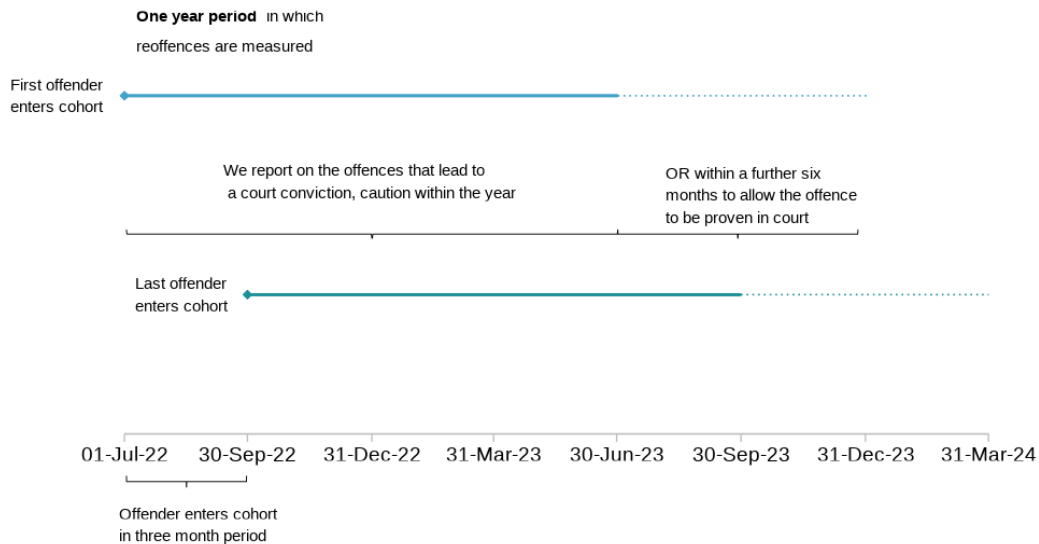 One year period in which
reoffences are measured
First offender
enters cohort
We report on the offences that lead to
a court conviction, caution within the year
OR within a further six
months to allow the offence
to be proven in court
Last offender
enters cohort
01-Jul-22 30-Sep-22 31-Dec-22 31-Mar-23 30-Jun-23 30-Sep-23 31-Dec-23 31-Mar-24
Offender enters cohort
in three month period